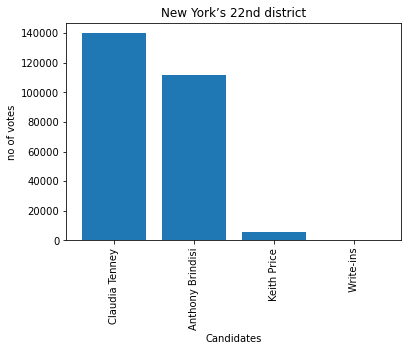 New York’s 22nd district
140000
120000
100000
80000
60000
40000
20000
0
no of votes
Claudia Tenney
Anthony Brindisi
Keith Price
Write-ins
Candidates